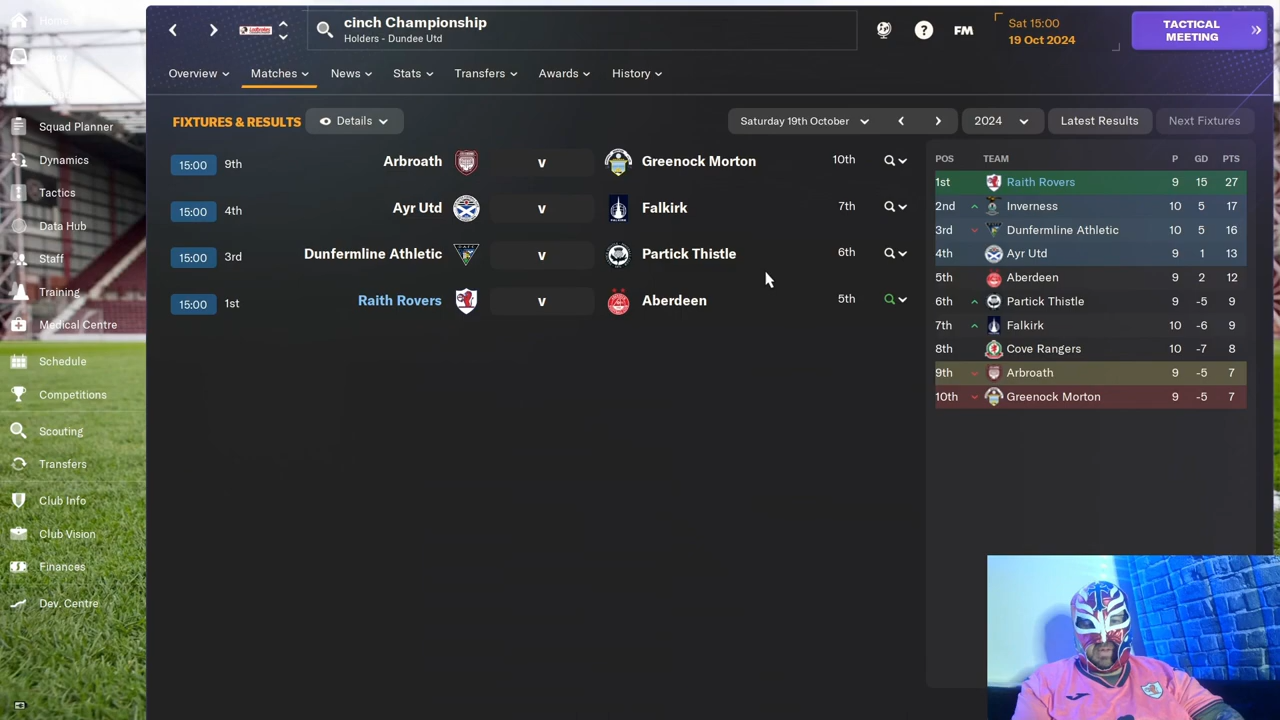 Home
cinch Championship
Holders - Dundee Utd
FM
Sat 15:00
19 Oct 2024
TACTICAL
MEETING
Overview
Matches
News
Stats
Transfers
Awards
History
Squad Planner
Dynamics
Tactics
Data Hub
Staff
Training
Medical Centre
Schedule
Competitions
Scouting
Transfers
Club Info
Club Vision
Finances
Dev. Centre
FIXTURES & RESULTS
Details
Saturday 19th October
2024
Latest Results
Next Fixtures
15:00 9th Arbroath v Greenock Morton 10th
15:00 4th Ayr Utd v Falkirk 7th
15:00 3rd Dunfermline Athletic v Partick Thistle 6th
15:00 1st Raith Rovers v Aberdeen 5th
POS TEAM P GD PTS
1st Raith Rovers 9 15 27
2nd Inverness 10 5 17
3rd Dunfermline Athletic 10 5 16
4th Ayr Utd 9 1 13
5th Aberdeen 9 2 12
6th Partick Thistle 9 -5 9
7th Falkirk 10 -6 9
8th Cove Rangers 10 -7 8
9th Arbroath 9 -5 7
10th Greenock Morton 9 -5 7